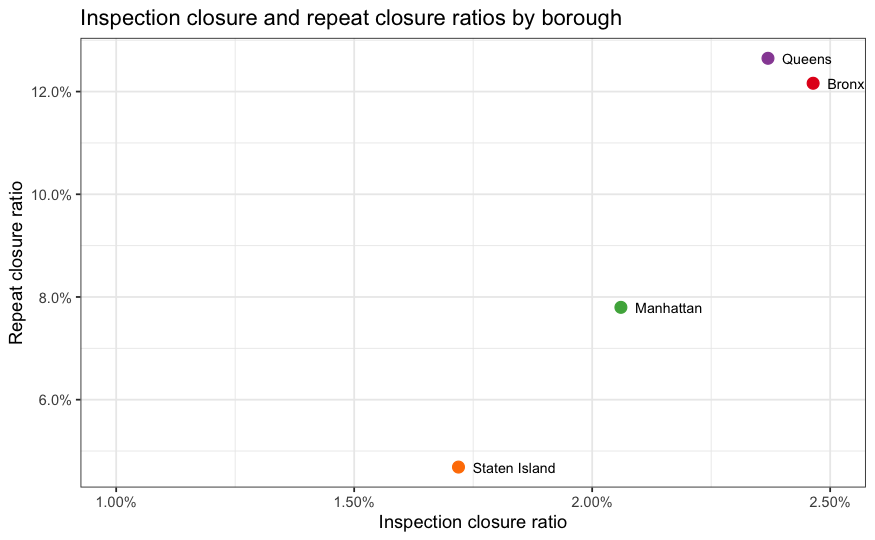 Inspection closure and repeat closure ratios by borough
Queens
12.0%
Bronx
10.0%
Repeat closure ratio
8.0%
Manhattan
6.0%
Staten Island
1.00%
1.50%
2.00%
2.50%
Inspection closure ratio